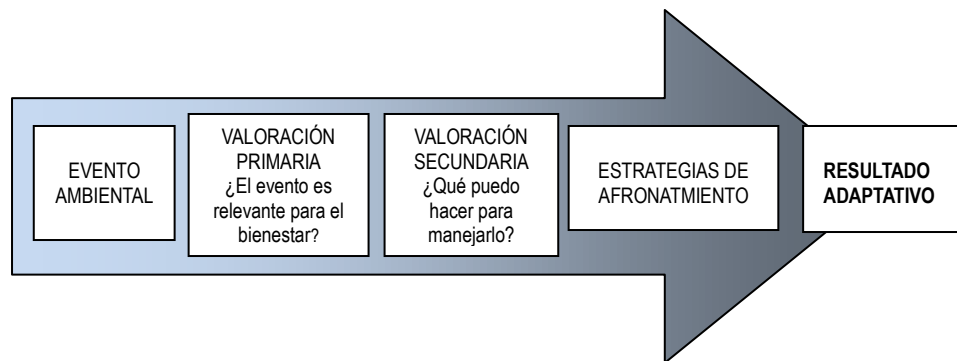 EVENTO
AMBIENTAL
VALORACIÓN
PRIMARIA
¿El evento es
relevante para el
bienestar?
VALORACIÓN
SECUNDARIA
¿Qué puedo
hacer para
manejarlo?
ESTRATEGIAS DE
AFRONATMIENTO
RESULTADO
ADAPTATIVO